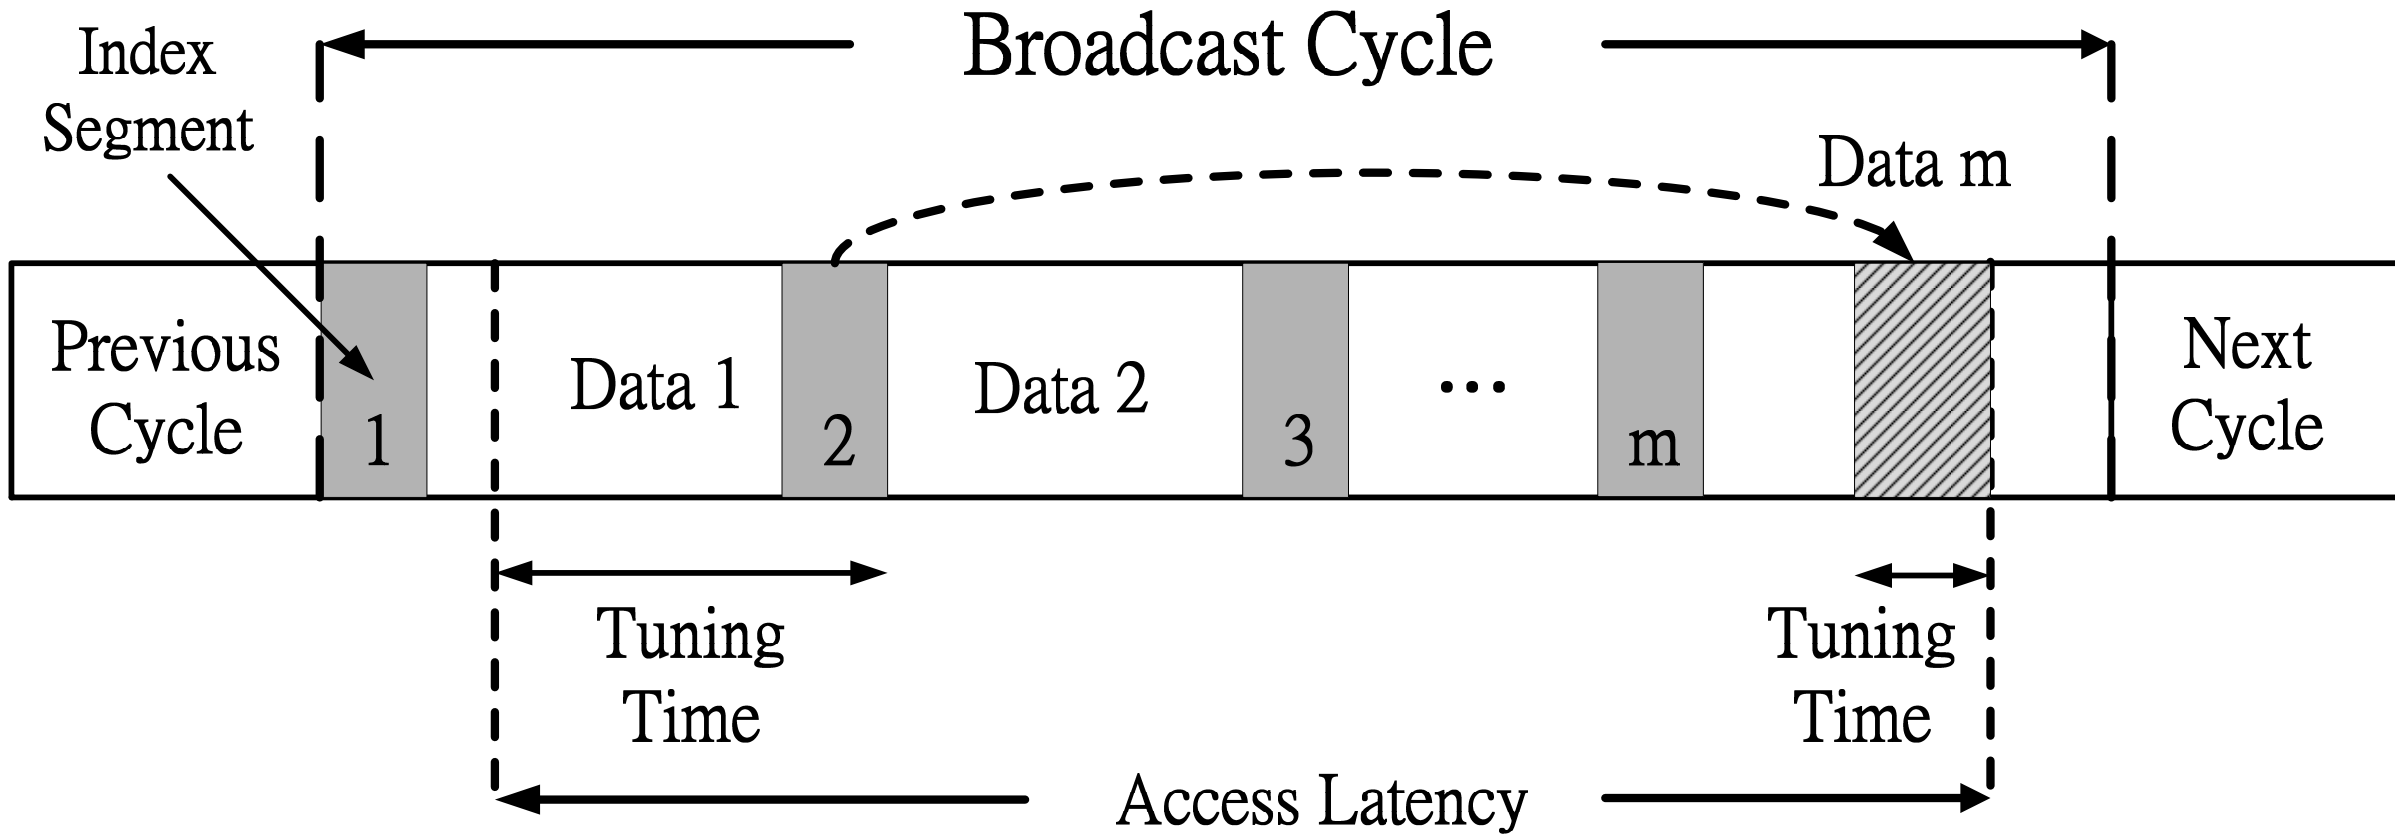 Index
Segment
Broadcast Cycle
Data m
Previous
Cycle
1
Data 1
2
Data 2
3
...
m
Next
Cycle
Tuning
Time
Tuning
Time
Access Latency